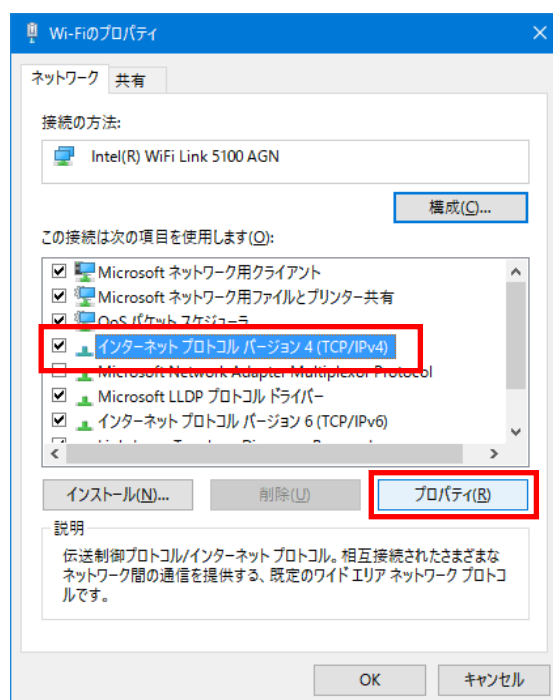 Wi-Fiのプロパティ
ネットワーク 共有
接続の方法:
Intel(R) WiFi Link 5100 AGN
構成(C)...
この接続は次の項目を使用します(O):
Microsoft ネットワーク用クライアント
Microsoft ネットワーク用ファイルとプリンター共有
QoS パケット スケジューラ
インターネット プロトコル バージョン 4 (TCP/IPv4)
Microsoft Network Adapter Multiplexor Protocol
Microsoft LLDP プロトコル ドライバー
インターネット プロトコル バージョン 6 (TCP/IPv6)
インストール(N)... 削除(U) プロパティ(R)
説明
伝送制御プロトコル/インターネット プロトコル。相互接続されたさまざまな
ネットワーク間の通信を提供する、既定のワイド エリア ネットワーク プロトコ
ルです。
OK キャンセル